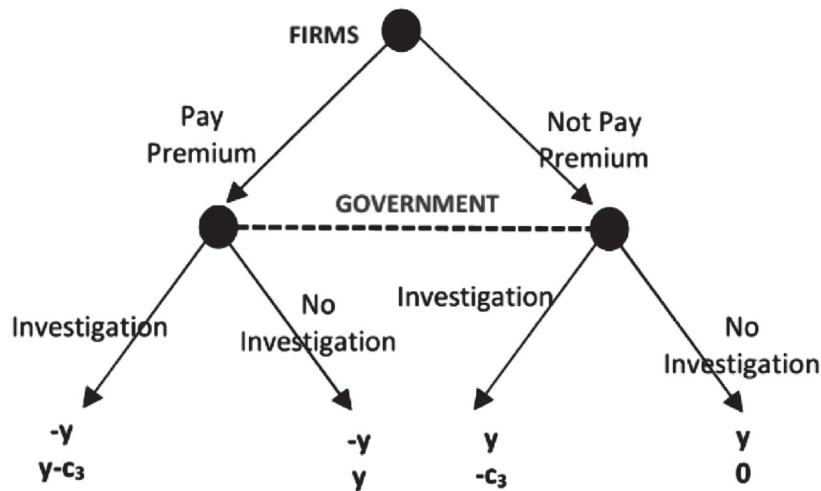 FIRMS
Pay
Premium
Not Pay
Premium
GOVERNMENT
Investigation
No
Investigation
Investigation
No
Investigation
-y
y-c₃
-y
y
y
-c₃
y
0